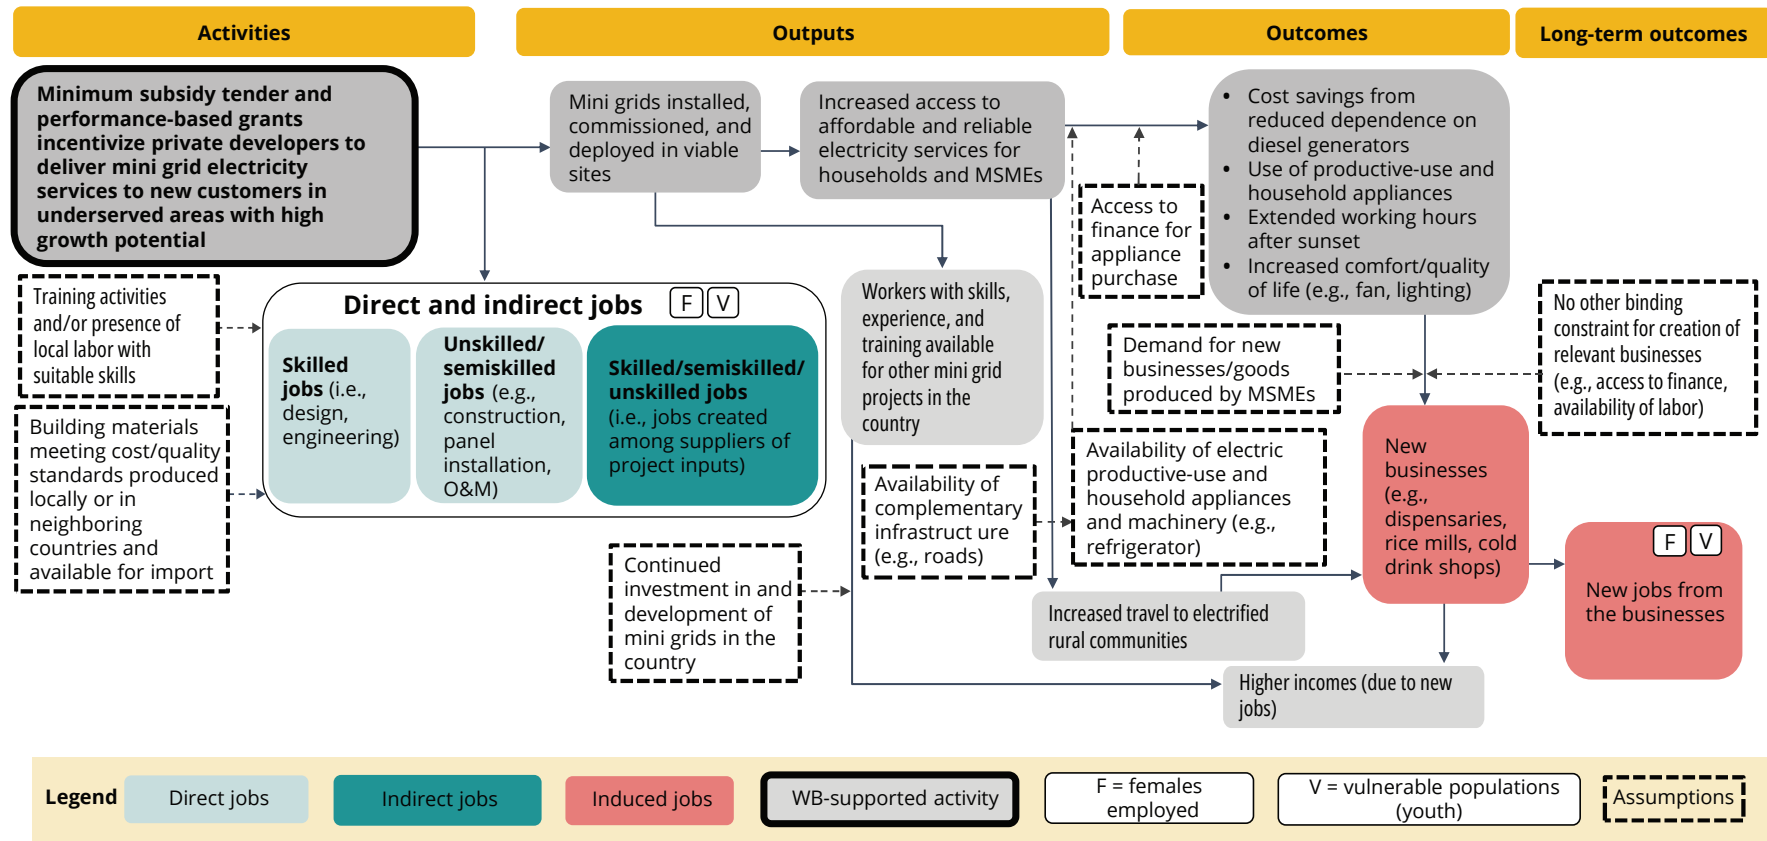 Activities
Outputs
Outcomes
Long-term outcomes
Minimum subsidy tender and
performance-based grants
incentivize private developers to
deliver mini grid electricity
services to new customers in
underserved areas with high
growth potential
Mini grids installed,
commissioned, and
deployed in viable
sites
Increased access to
affordable and reliable
electricity services for
households and MSMEs
Access to
finance for
appliance
purchase
• Cost savings from
reduced dependence on
diesel generators
• Use of productive-use and
household appliances
• Extended working hours
after sunset
• Increased comfort/quality
of life (e.g., fan, lighting)
Training activities
and/or presence of
local labor with
suitable skills
Building materials
meeting cost/quality
standards produced
locally or in
neighboring
countries and
available for import
Direct and indirect jobs
F
V
Skilled
jobs (i.e.,
design,
engineering)
Unskilled/
semiskilled
jobs (e.g.,
construction,
panel
installation,
O&M)
Skilled/semiskilled/
unskilled jobs
(i.e., jobs created
among suppliers of
project inputs)
Workers with skills,
experience, and
training available
for other mini grid
projects in the
country
Demand for new
businesses/goods
produced by MSMEs
No other binding
constraint for creation of
relevant businesses
(e.g., access to finance,
availability of labor)
Availability of
complementary
infrastruct ure
(e.g., roads)
Availability of electric
productive-use and
household appliances
and machinery (e.g.,
refrigerator)
Continued
investment in and
development of
mini grids in the
country
New
businesses
(e.g.,
dispensaries,
rice mills, cold
drink shops)
F
V
New jobs from
the businesses
Increased travel to electrified
rural communities
Higher incomes (due to new
jobs)
Legend
Direct jobs
Indirect jobs
Induced jobs
WB-supported activity
F = females
employed
V = vulnerable populations
(youth)
Assumptions